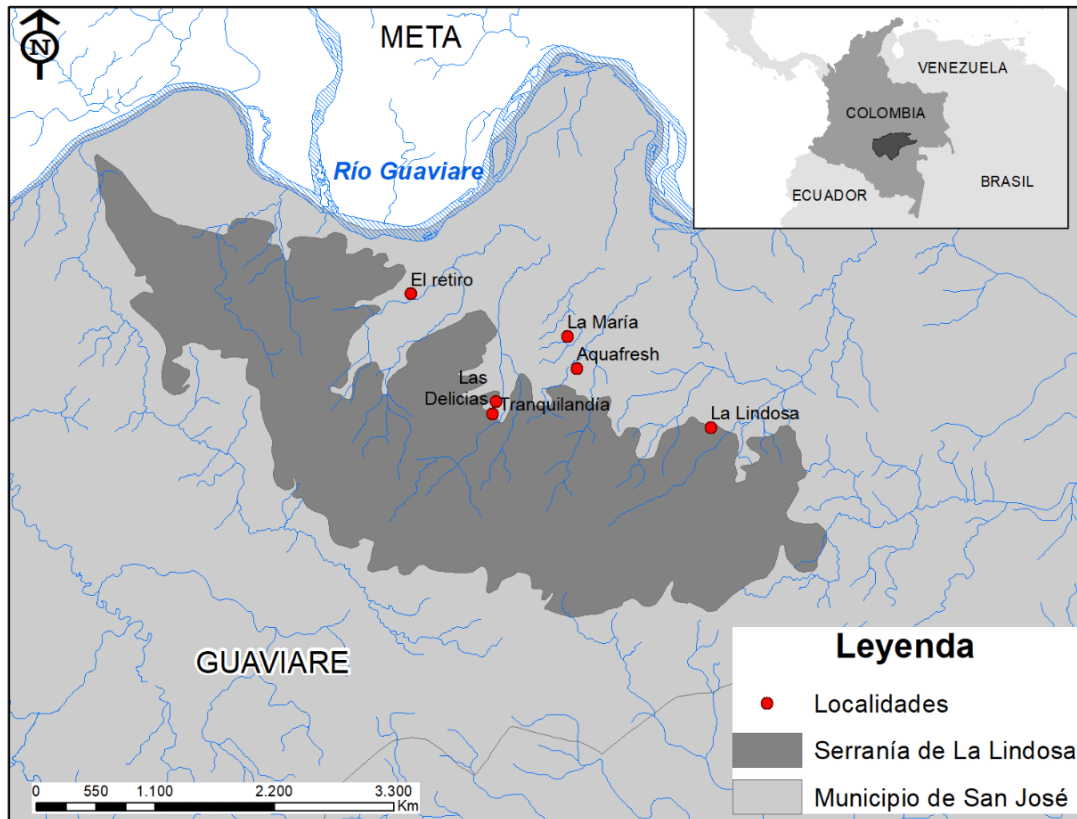 N
META
VENEZUELA
COLOMBIA
ECUADOR
BRASIL
Río Guaviare
El retiro
La María
Aquafresh
Las
Delicias
Tranquilandia
La Lindosa
GUAVIARE
Leyenda
Localidades
Serranía de La Lindosa
Municipio de San José
0 550 1.100 2.200 3.300
Km